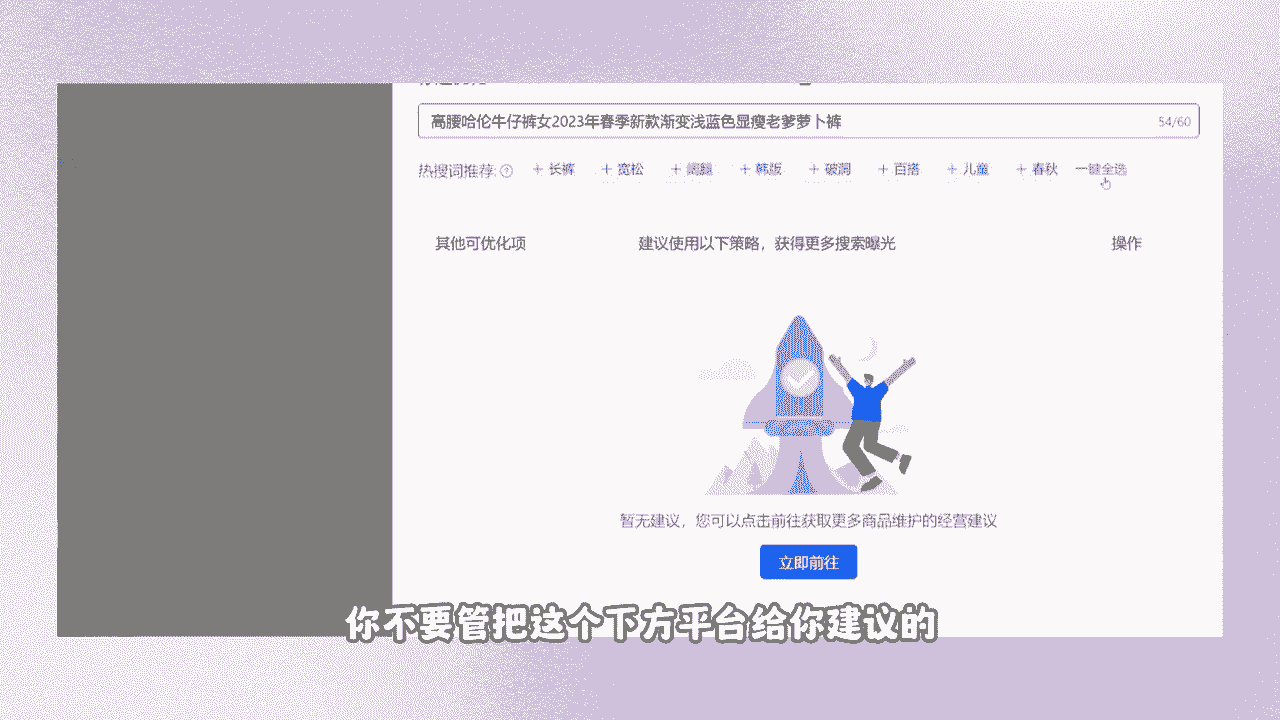 高腰哈伦牛仔裤女2023年春季新款渐变浅蓝色显瘦老爹萝卜裤 54/60
热搜词推荐: ? + 长裤 + 宽松 + 韩版 + 破洞 + 百搭 + 儿童 + 春秋 一键全选
其他可优化项 建议使用以下策略，获得更多搜索曝光 操作
暂无建议，您可以点击前往获取更多商品维护的经营建议
立即前往
你不要管把这个下方平台给你建议的